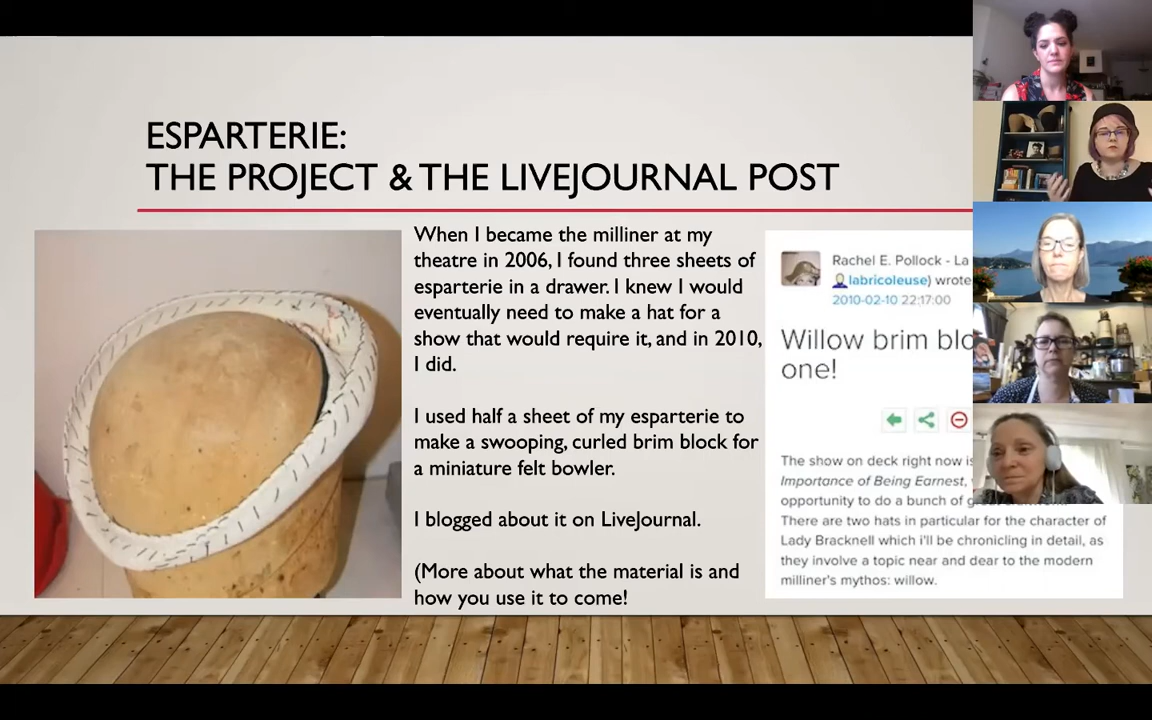 ESPARTERIE:
THE PROJECT & THE LIVEJOURNAL POST
When I became the milliner at my
theatre in 2006, I found three sheets of
esparterie in a drawer. I knew I would
eventually need to make a hat for a
show that would require it, and in 2010,
I did.
I used half a sheet of my esparterie to
make a swooping, curled brim block for
a miniature felt bowler.
I blogged about it on LiveJournal.
(More about what the material is and
how you use it to come!
Rachel E. Pollock - La
labricoleuse) wrote
2010-02-10 22:17:00
Willow brim blo
one!
The show on deck right now is
Importance of Being Earnest,
opportunity to do a bunch of
There are two hats in particular for the character of
Lady Bracknell which i'll be chronicling in detail, as
they involve a topic near and dear to the modern
milliner's mythos: willow.